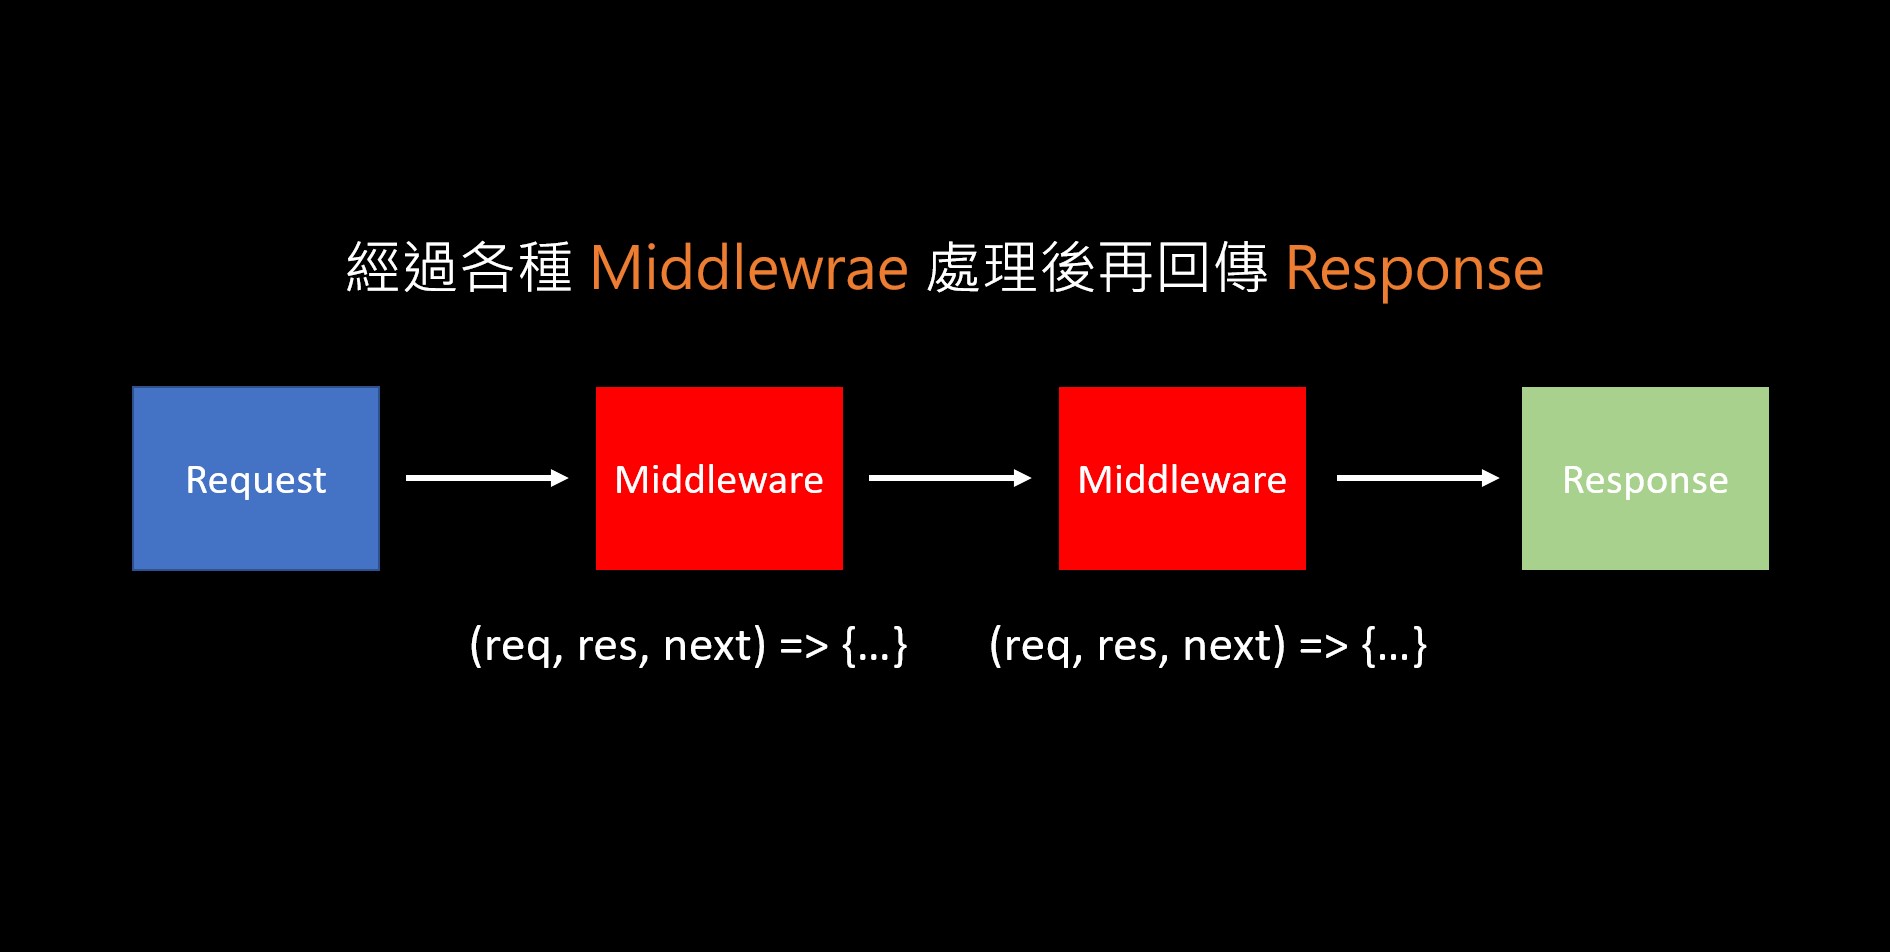 經過各種 Middlewrae 處理後再回傳 Response
Request
Middleware
Middleware
Response
(req, res, next) => {...}
(req, res, next) => {...}